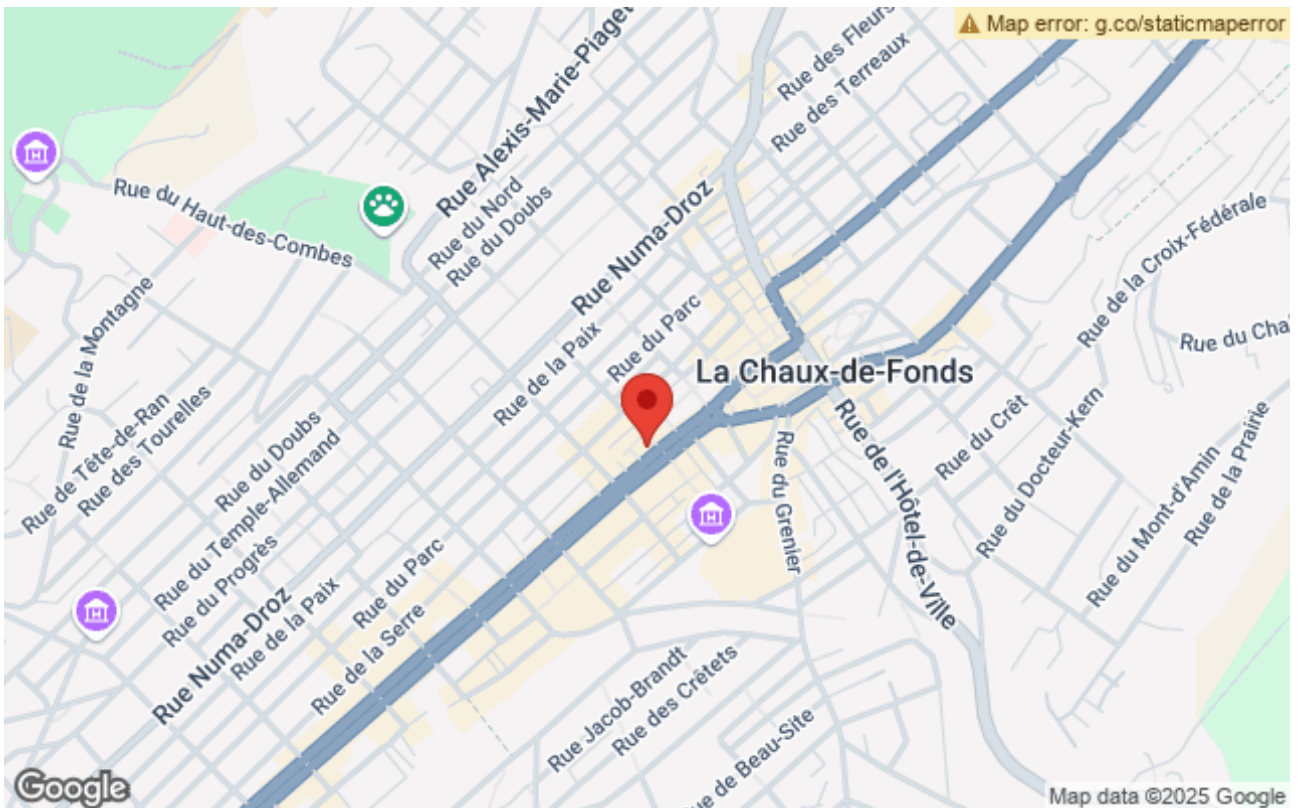 Map error: g.co/staticmaperror
Rue des Fleurs
Rue Alexis-Marie-Piaget
Rue des Terreaux
Rue du Haut-des-Combes
Rue du Nord
Rue du Doubs
Rue Numa-Droz
Rue de la Croix-Fédérale
Rue de la Montagne
Rue du Parc
Rue de la Paix
Rue du Cha
La Chaux-de-Fonds
Rue de Tête-de-Ran
Rue des Tourelles
Rue du Doubs
Rue du Temple-Allemand
Rue du Progrès
Rue du Grenier
Rue de l'Hôtel-de-Ville
Rue du Crêt
Rue du Docteur-Kern
Rue du Mont-d'Amin
Rue de la Prairie
Rue Numa-Droz
Rue de la Paix
Rue du Parc
Rue de la Serre
Rue Jacob-Brandt
Rue des Crêtets
ue de Beau-Site
Google
Map data ©2025 Google